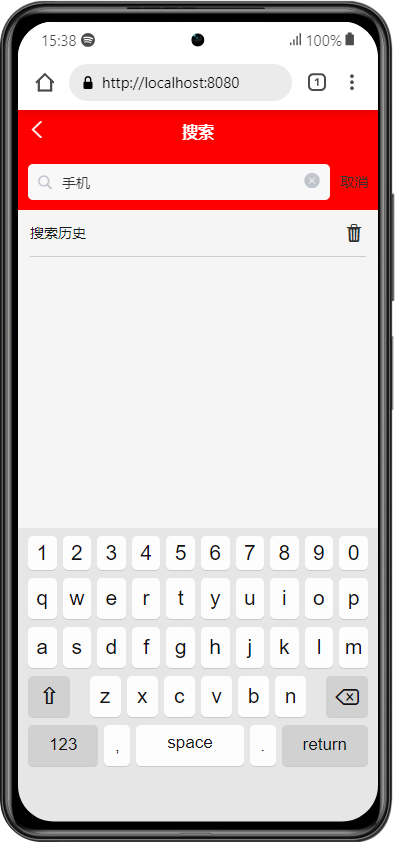 15:38 100%
http://localhost:8080 1
搜索
手机 取消
搜索历史
1 2 3 4 5 6 7 8 9 0
q w e r t y u i o p
a s d f g h j k l m
z x c v b n
123 , space . return